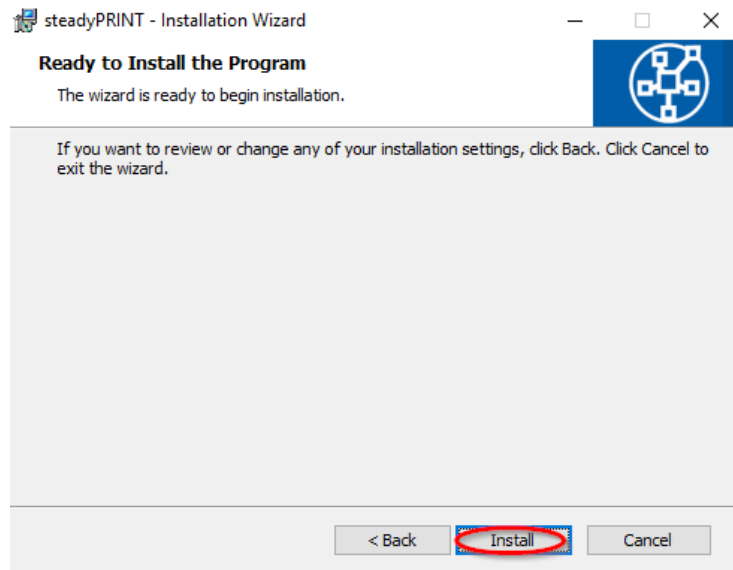 steadyPRINT - Installation Wizard
Ready to Install the Program
The wizard is ready to begin installation.
If you want to review or change any of your installation settings, click Back. Click Cancel to
exit the wizard.
< Back Install Cancel